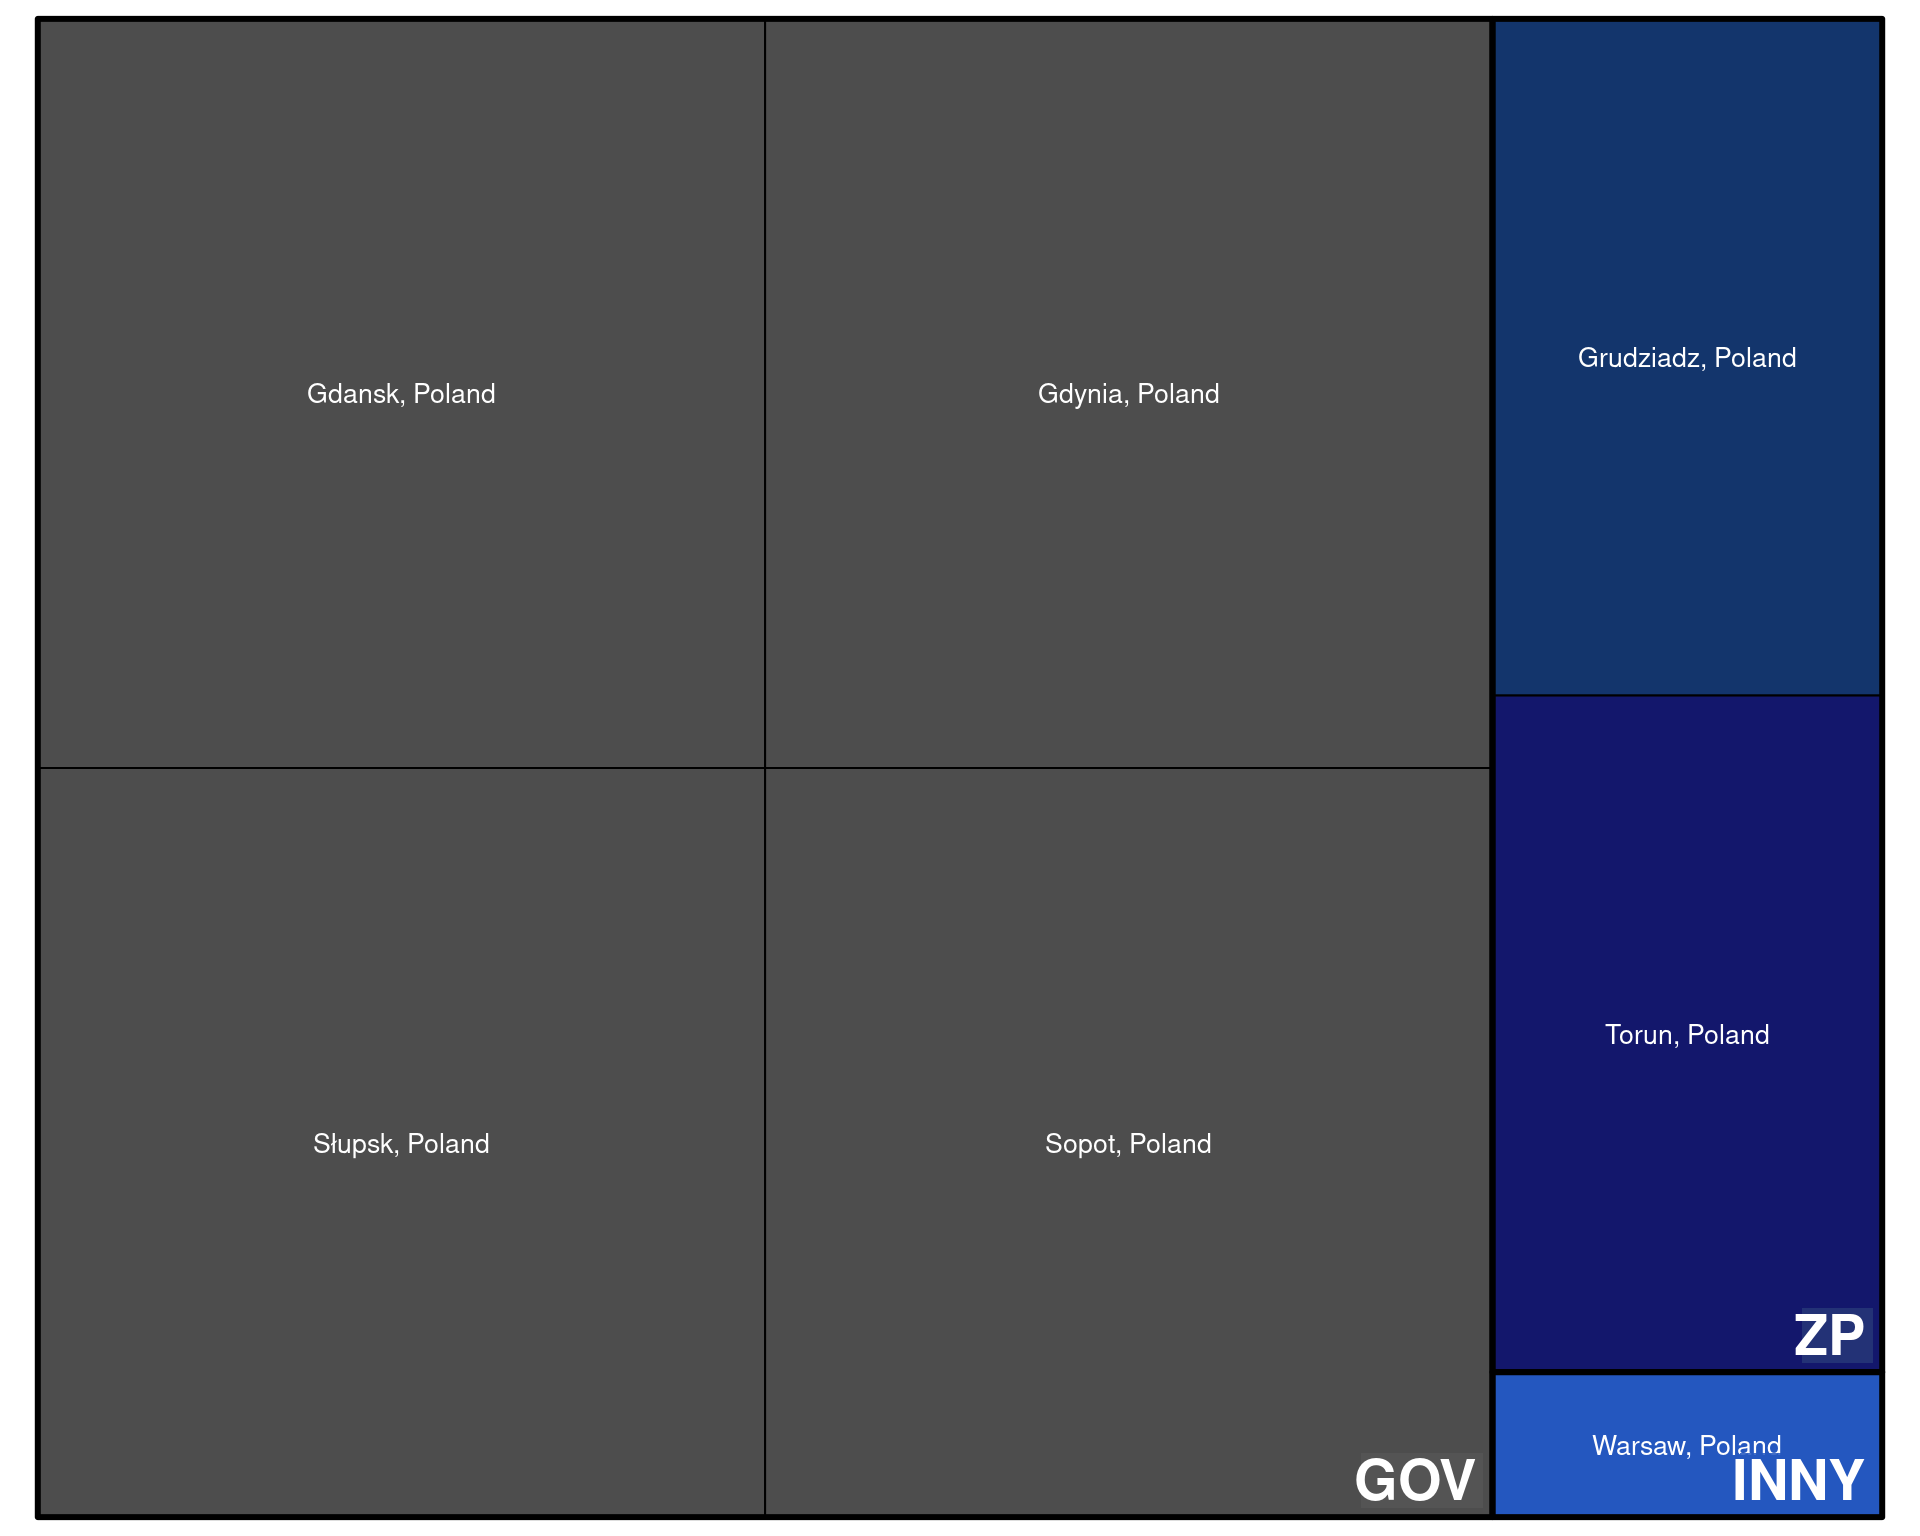 Gdansk, Poland
Gdynia, Poland
Grudziadz, Poland
Słupsk, Poland
Sopot, Poland
Torun, Poland
ZP
Warsaw, Poland
GOV
INNY